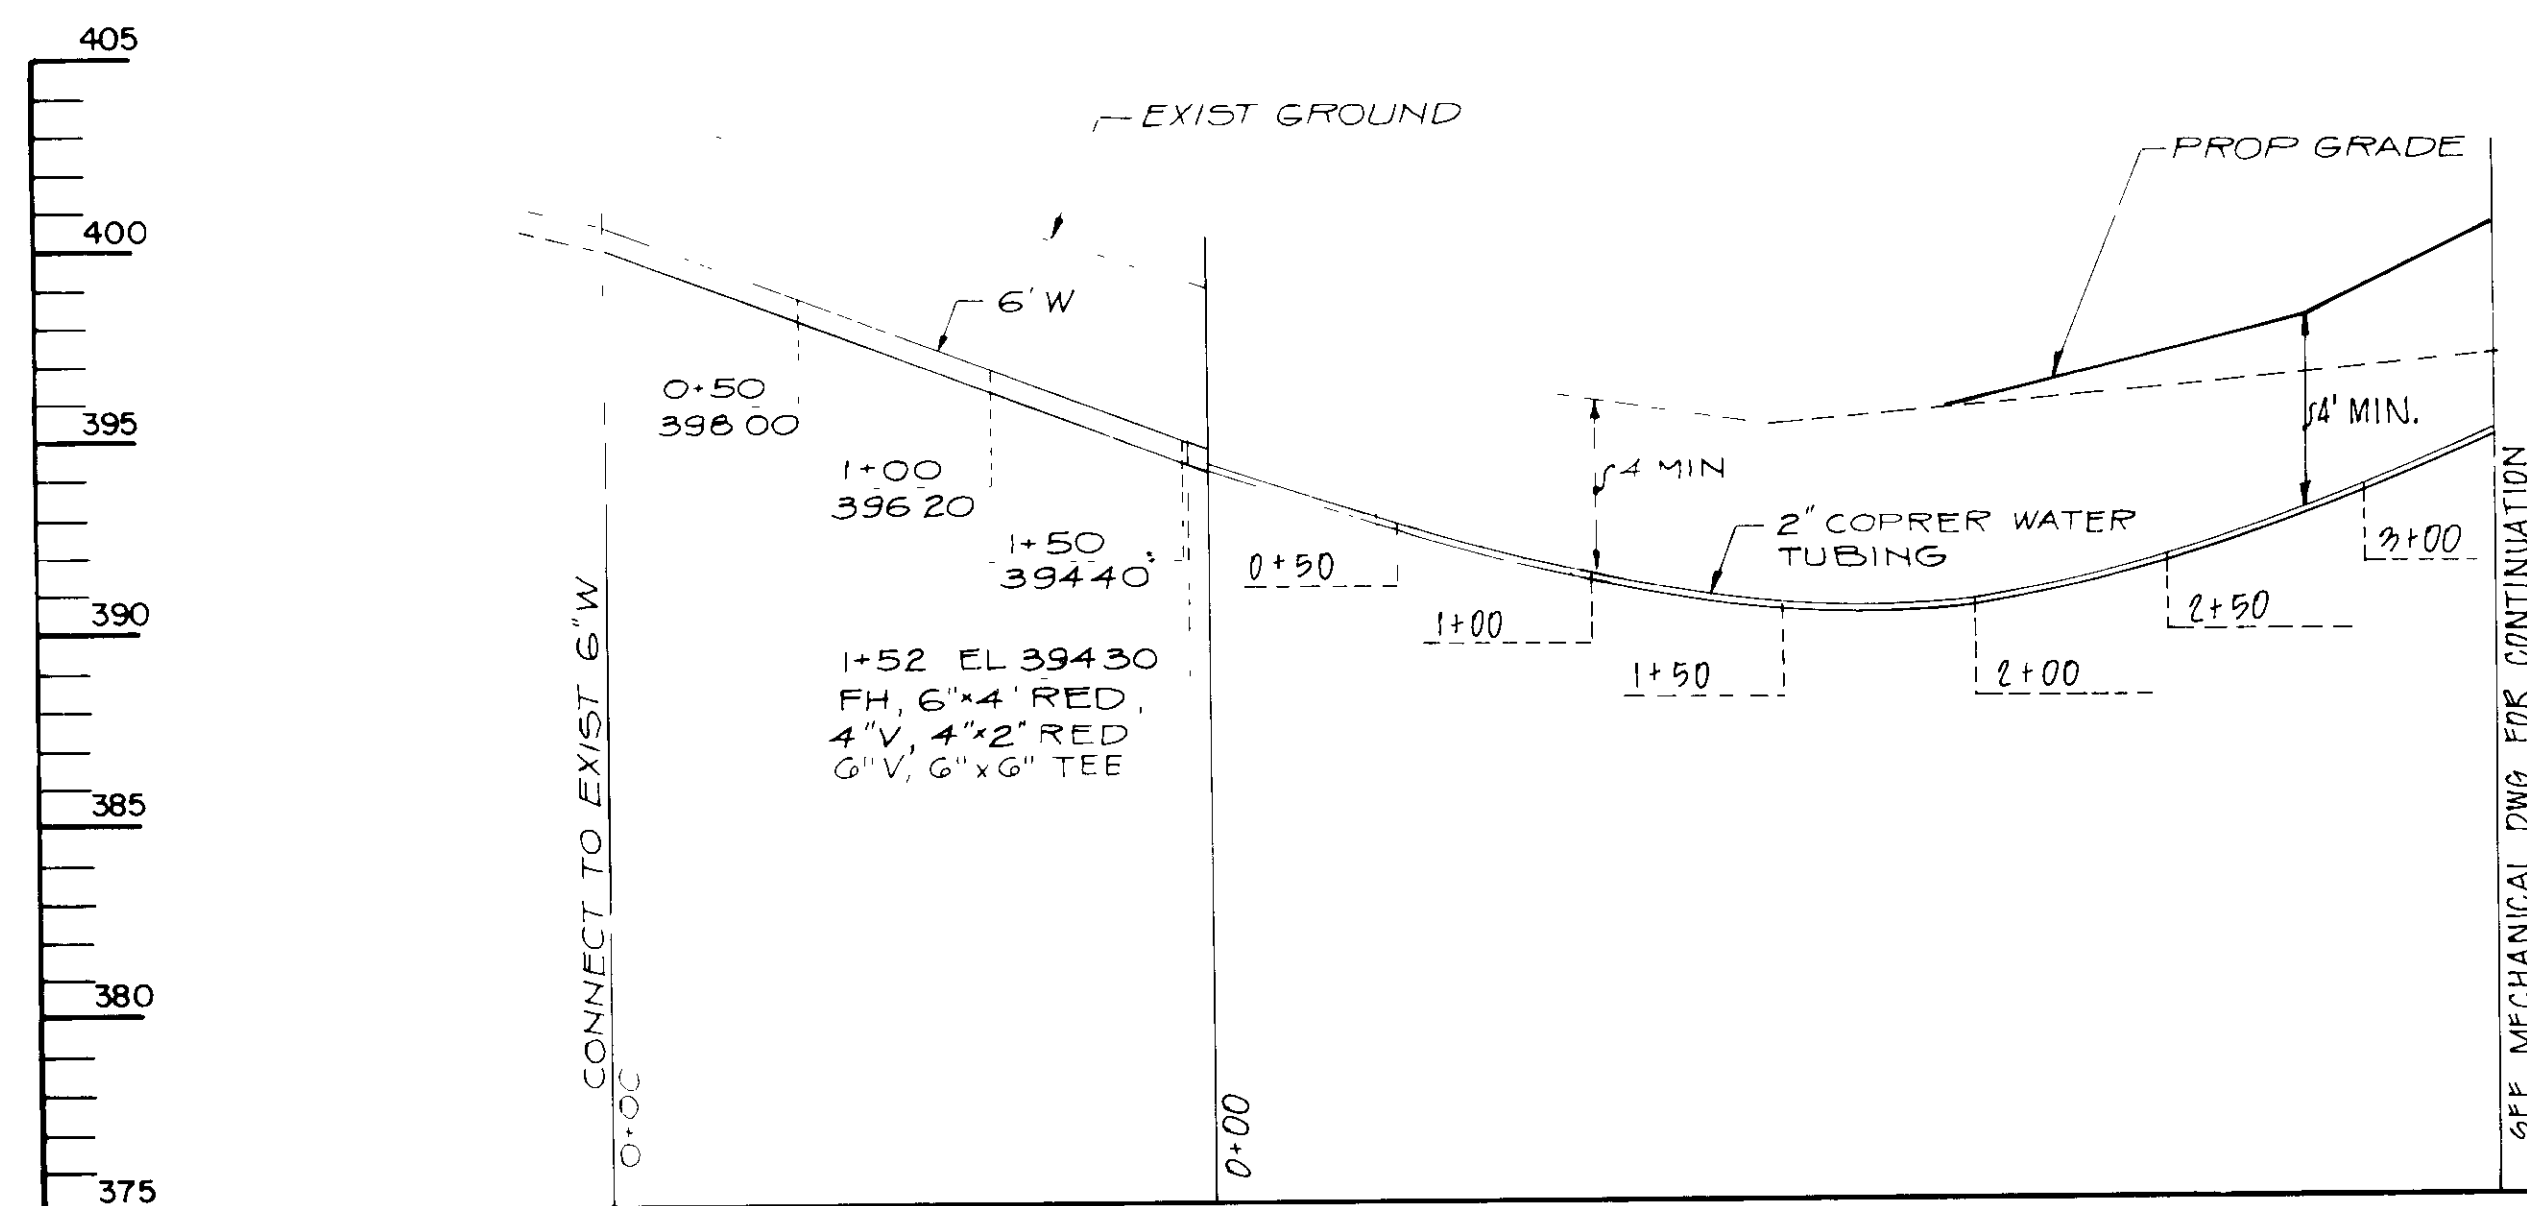 405
EXIST GROUND
PROP GRADE
400
6' W
0+50
398 00
395
4' MIN.
1+00
396 20
4 MIN
2" COPRER WATER
TUBING
3+00
1+50
394 40
0+50
390
2+50
1+00
1+52 EL 394 30
FH, 6"x4' RED,
4"V, 4"x2" RED
6"V, 6"x6" TEE
1+50
2+00
CONNECT TO EXIST 6"W
SEE MECHANICAL DWG FOR CONTINUATION
385
380
0+00
0+00
375